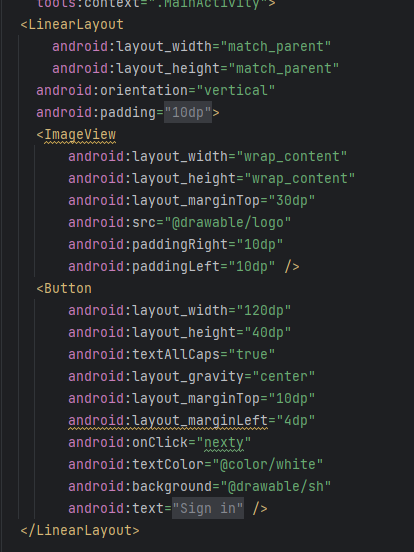 tools:context=".MainActivity">
<LinearLayout
android:layout_width="match_parent"
android:layout_height="match_parent"
android:orientation="vertical"
android:padding="10dp">
<ImageView
android:layout_width="wrap_content"
android:layout_height="wrap_content"
android:layout_marginTop="30dp"
android:src="@drawable/logo"
android:paddingRight="10dp"
android:paddingLeft="10dp" />
<Button
android:layout_width="120dp"
android:layout_height="40dp"
android:textAllCaps="true"
android:layout_gravity="center"
android:layout_marginTop="10dp"
android:layout_marginLeft="4dp"
android:onClick="nexty"
android:textColor="@color/white"
android:background="@drawable/sh"
android:text="Sign in" />
</LinearLayout>